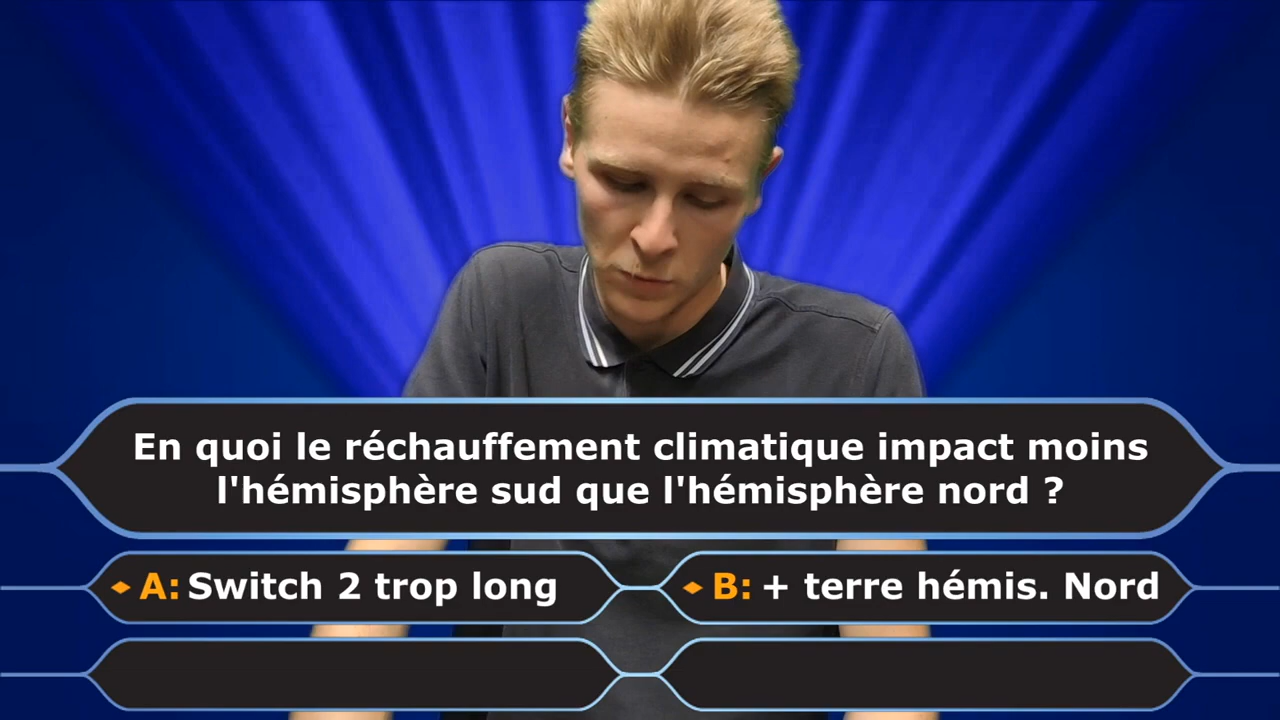 En quoi le réchauffement climatique impact moins
l'hémisphère sud que l'hémisphère nord ?
A: Switch 2 trop long
B: + terre hémis. Nord